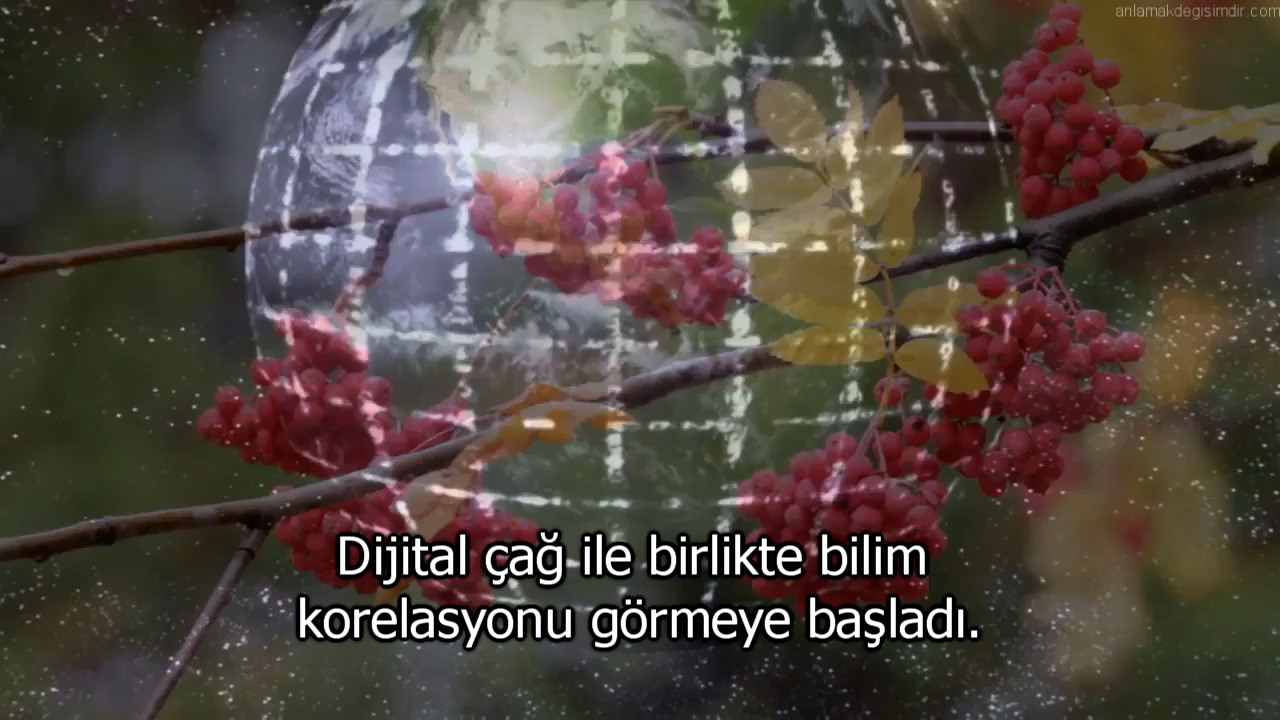 anlamakdegisimdir.com
Dijital çağ ile birlikte bilim
korelasyonu görmeye başladı.